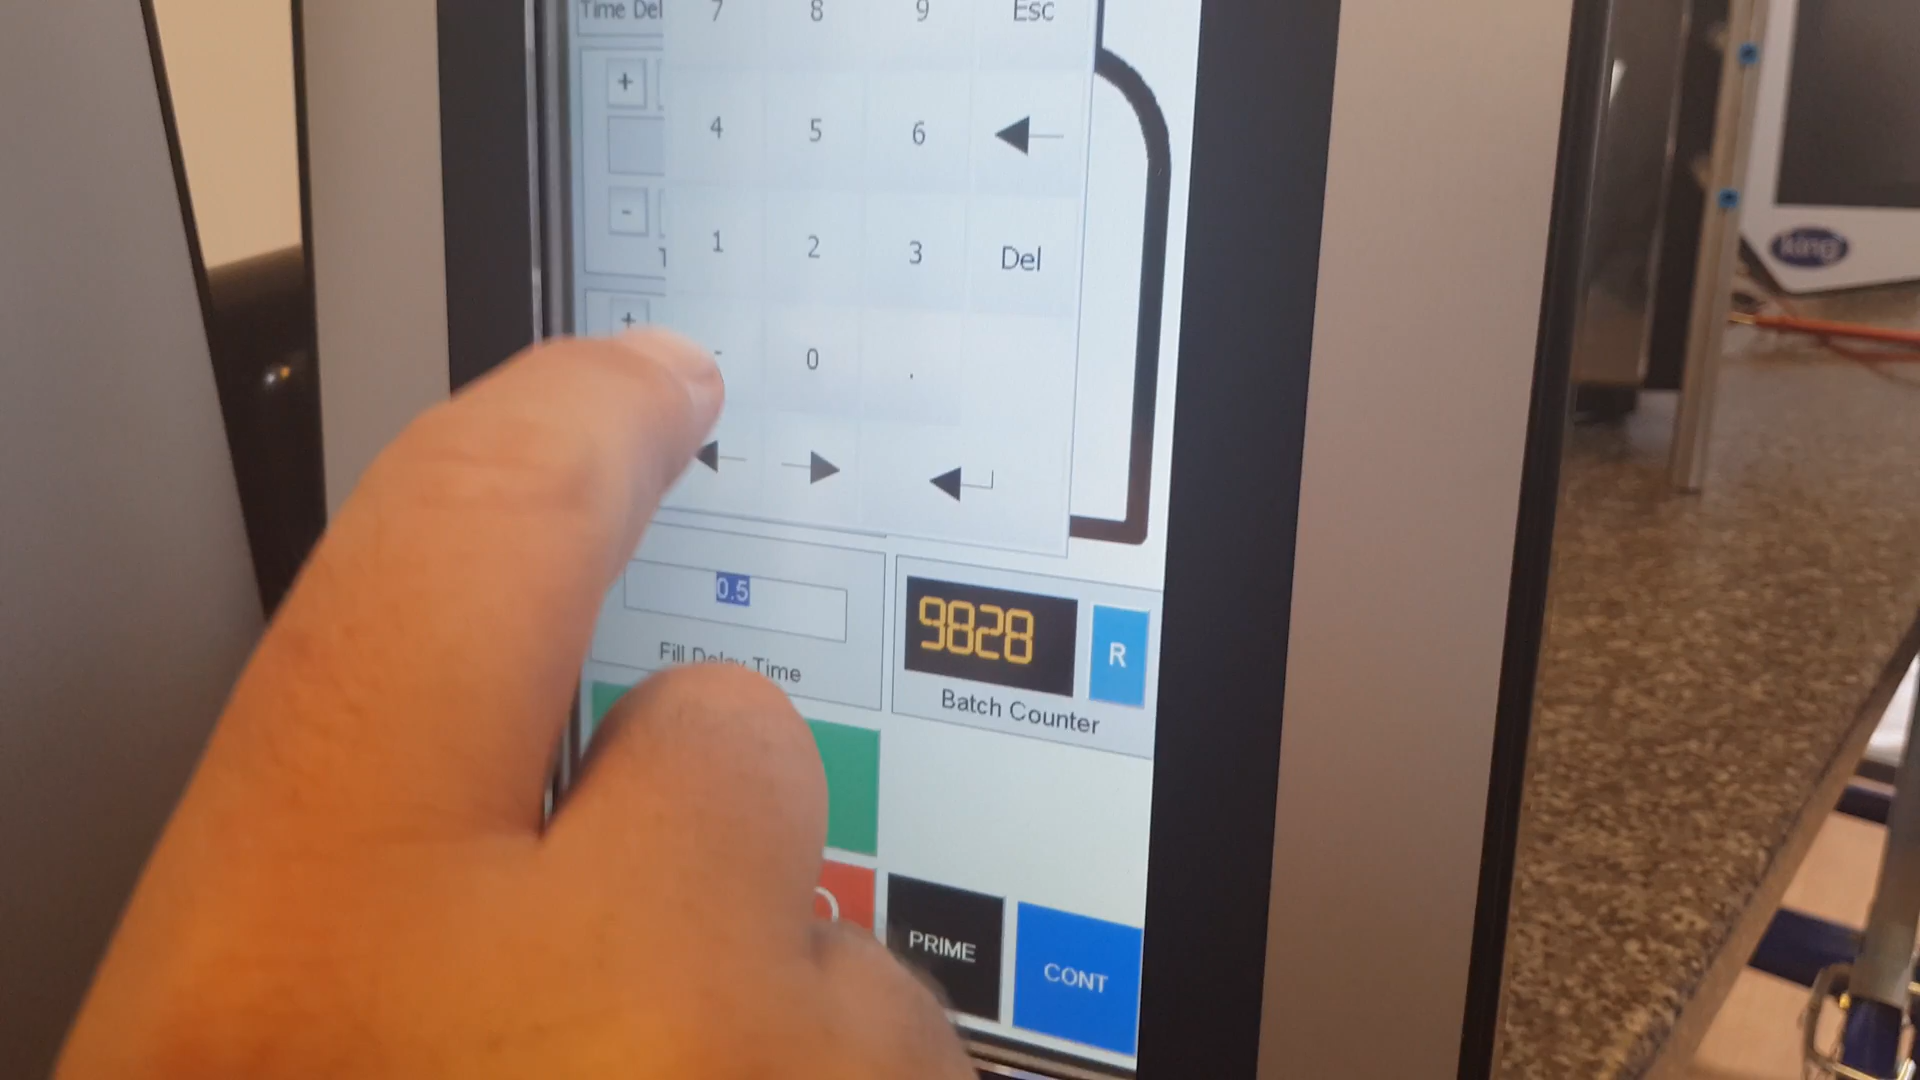 Time Del
7 8 9 Esc
+
4 5 6
-
1 2 3 Del
+
- 0 .
0.5
Fill Delay Time
9828
R
Batch Counter
PRIME
CONT
king